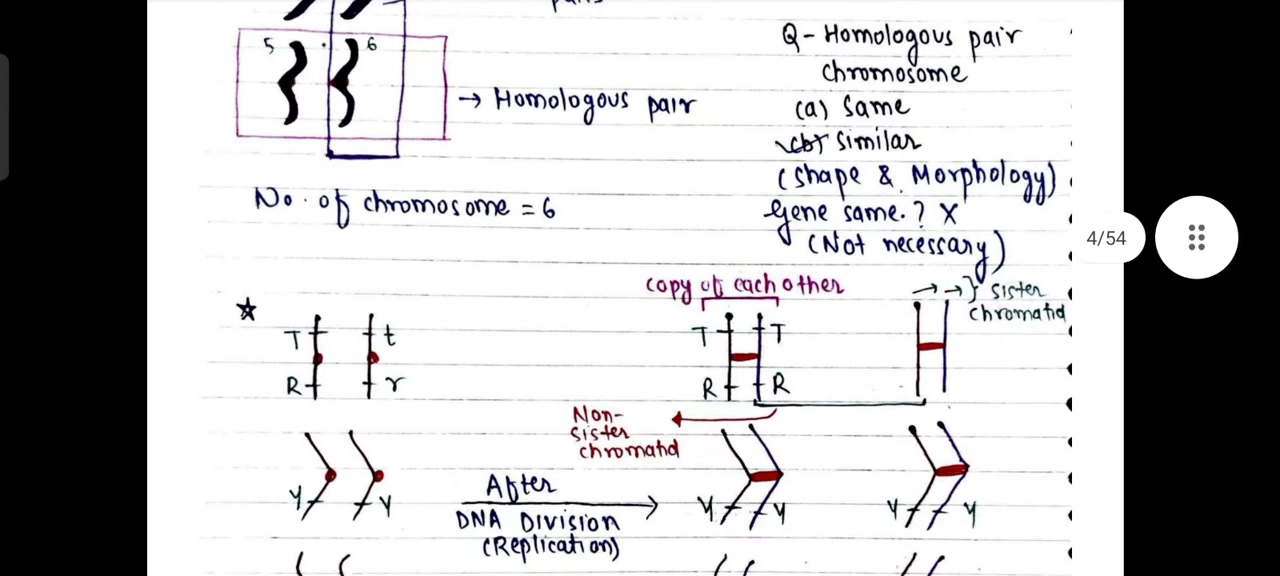 5
6
→ Homologous pair
No. of chromosome = 6
Q- Homologous pair
chromosome
(a) Same
(b) Similar
(Shape & Morphology)
Gene same.? X
(Not necessary)
4/54
copy of each other
→ → } sister
chromatid
T
t
T
T
R
r
R
R
Non-
sister
chromatid
Y
Y
After
DNA DIVISION
(Replication)
Y
Y
Y
Y